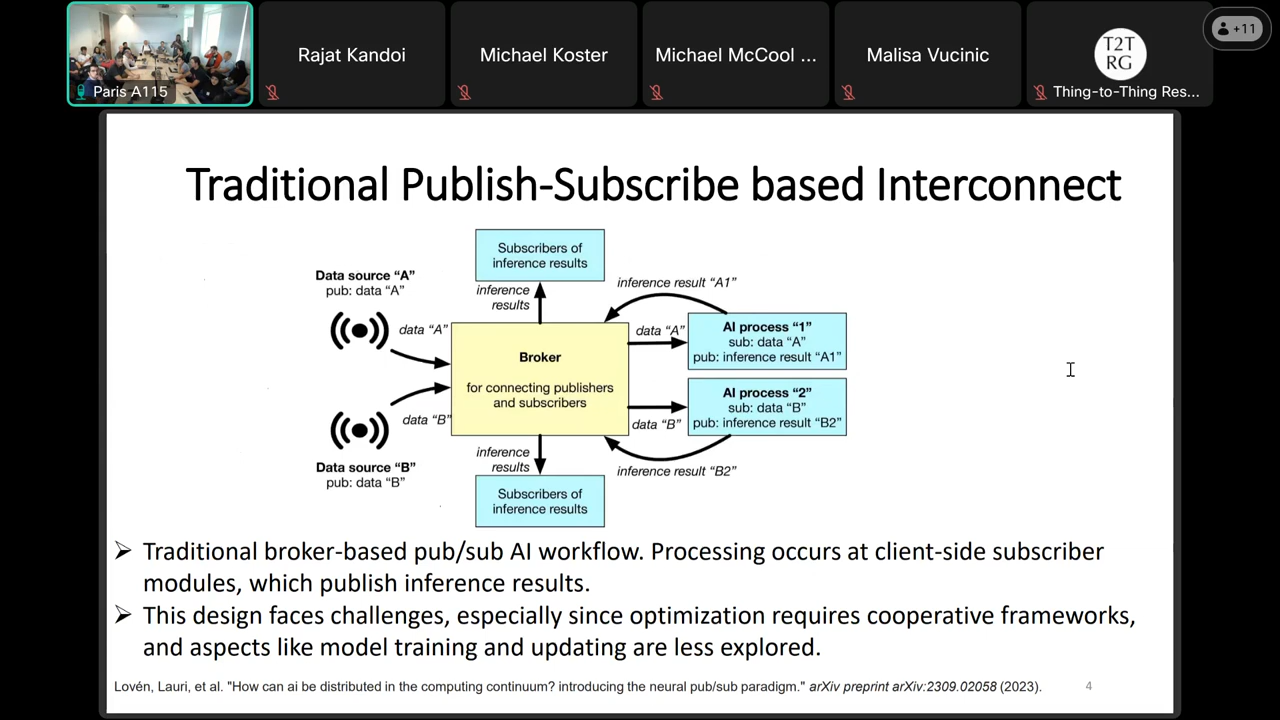 Paris A115
Rajat Kandoi
Michael Koster
Michael McCool ...
Malisa Vucinic
T2T
RG
Thing-to-Thing Res...
+11
Traditional Publish-Subscribe based Interconnect
Data source “A”
pub: data “A”
data “A”
Subscribers of
inference results
inference
results
inference result “A1”
Broker
for connecting publishers
and subscribers
data “A”
AI process “1”
sub: data “A”
pub: inference result “A1”
data “B”
AI process “2”
sub: data “B”
pub: inference result “B2”
data “B”
Data source “B”
pub: data “B”
inference
results
inference result “B2”
Subscribers of
inference results
➢ Traditional broker-based pub/sub AI workflow. Processing occurs at client-side subscriber
modules, which publish inference results.
➢ This design faces challenges, especially since optimization requires cooperative frameworks,
and aspects like model training and updating are less explored.
Lovén, Lauri, et al. "How can ai be distributed in the computing continuum? introducing the neural pub/sub paradigm." arXiv preprint arXiv:2309.02058 (2023).
4